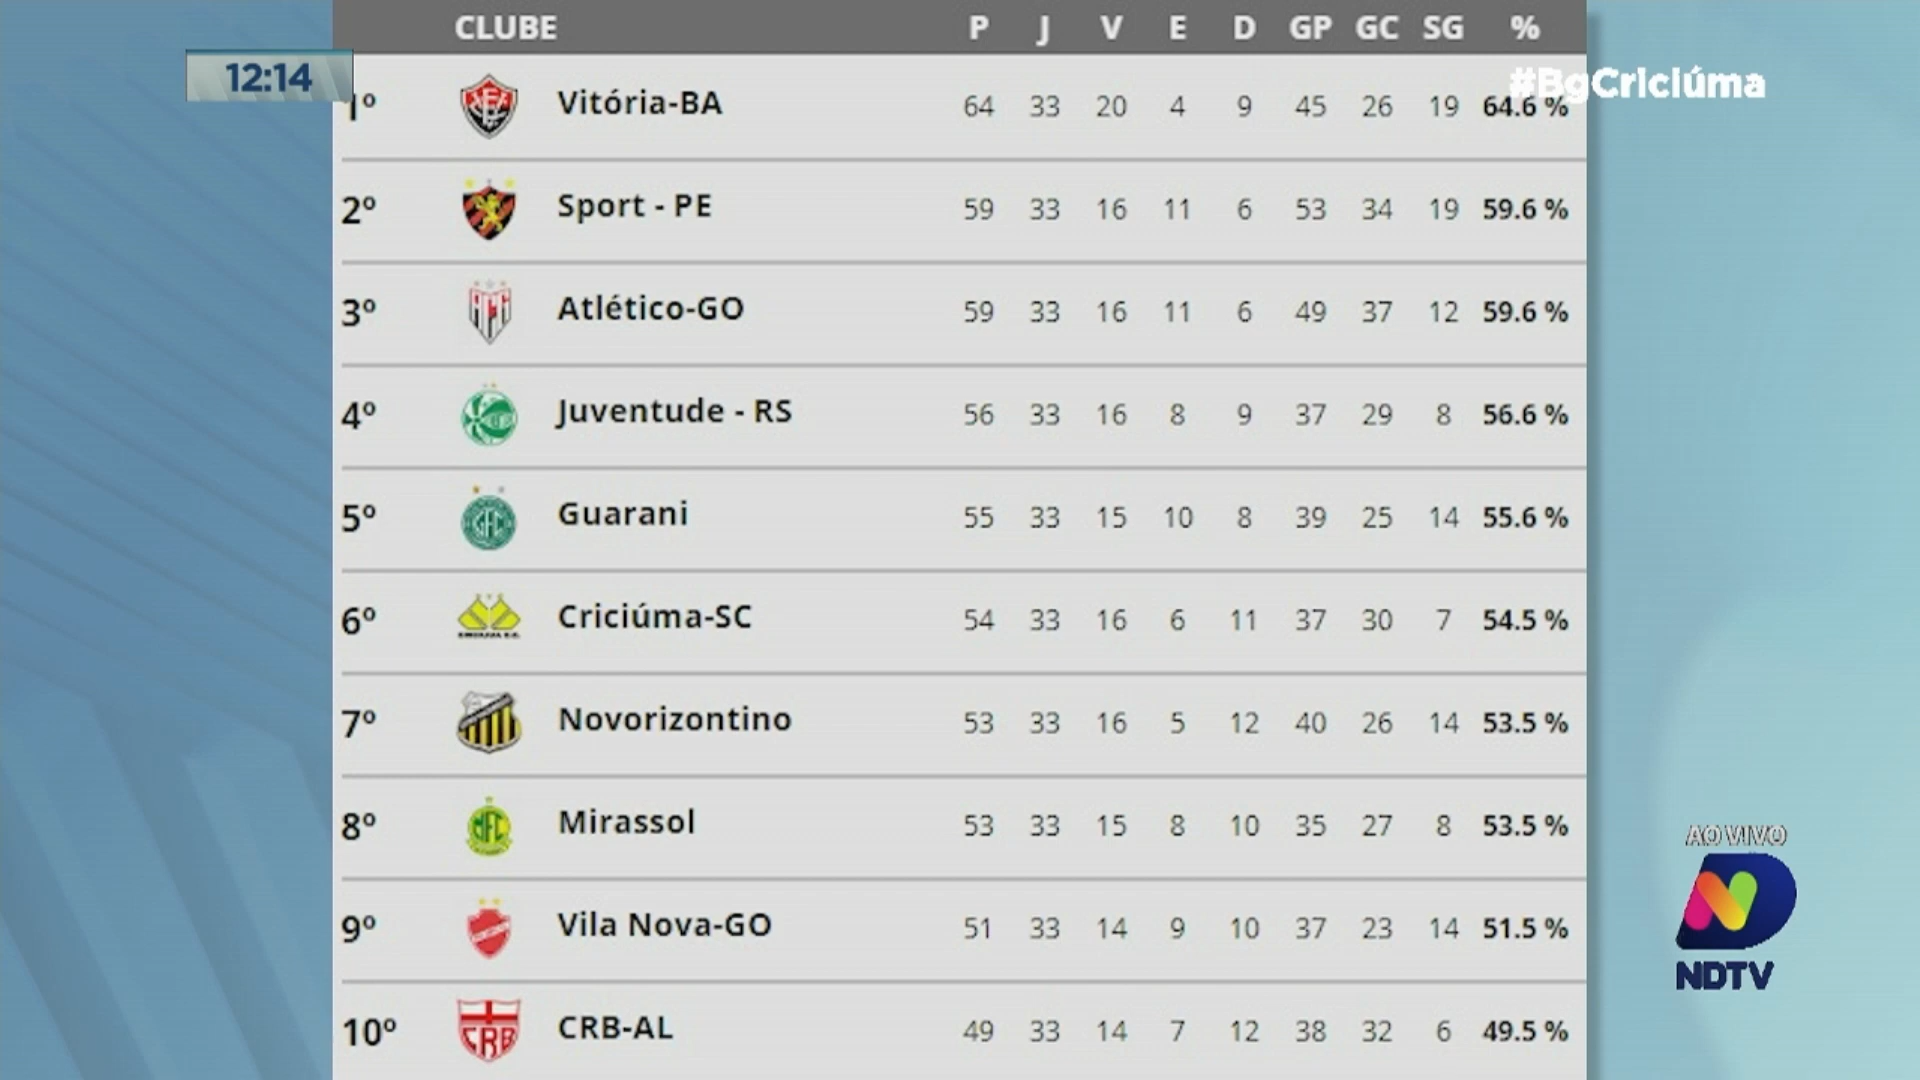 CLUBE P J V E D GP GC SG %
12:14
#BgCriciúma
1º Vitória-BA 64 33 20 4 9 45 26 19 64.6 %
2º Sport - PE 59 33 16 11 6 53 34 19 59.6 %
3º Atlético-GO 59 33 16 11 6 49 37 12 59.6 %
4º Juventude - RS 56 33 16 8 9 37 29 8 56.6 %
5º Guarani 55 33 15 10 8 39 25 14 55.6 %
6º Criciúma-SC 54 33 16 6 11 37 30 7 54.5 %
7º Novorizontino 53 33 16 5 12 40 26 14 53.5 %
8º MFC Mirassol 53 33 15 8 10 35 27 8 53.5 %
9º Vila Nova-GO 51 33 14 9 10 37 23 14 51.5 %
10º CRB CRB-AL 49 33 14 7 12 38 32 6 49.5 %
AO VIVO
NDTV